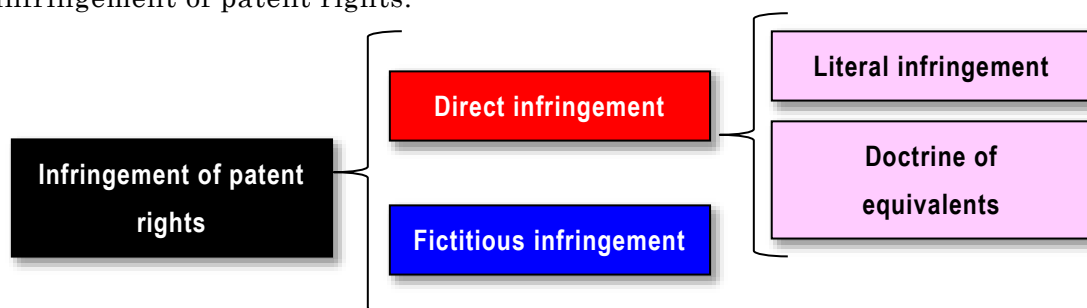 infringement of patent rights.
Literal infringement
Direct infringement
Doctrine of
equivalents
Infringement of patent
rights
Fictitious infringement